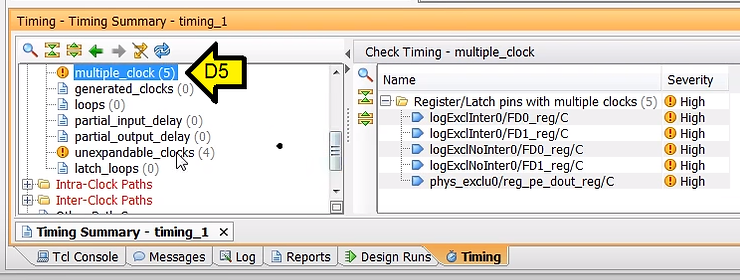 Timing - Timing Summary - timing_1
multiple_clock (5)
D5
generated_clocks (0)
loops (0)
partial_input_delay (0)
partial_output_delay (0)
unexpandable_clocks (4)
latch_loops (0)
Intra-Clock Paths
Inter-Clock Paths
Check Timing - multiple_clock
Name Severity
Register/Latch pins with multiple clocks (5) High
logExclInter0/FD0_reg/C High
logExclInter0/FD1_reg/C High
logExclNoInter0/FD0_reg/C High
logExclNoInter0/FD1_reg/C High
phys_exclu0/reg_pe_dout_reg/C High
Timing Summary - timing_1
Tcl Console Messages Log Reports Design Runs Timing